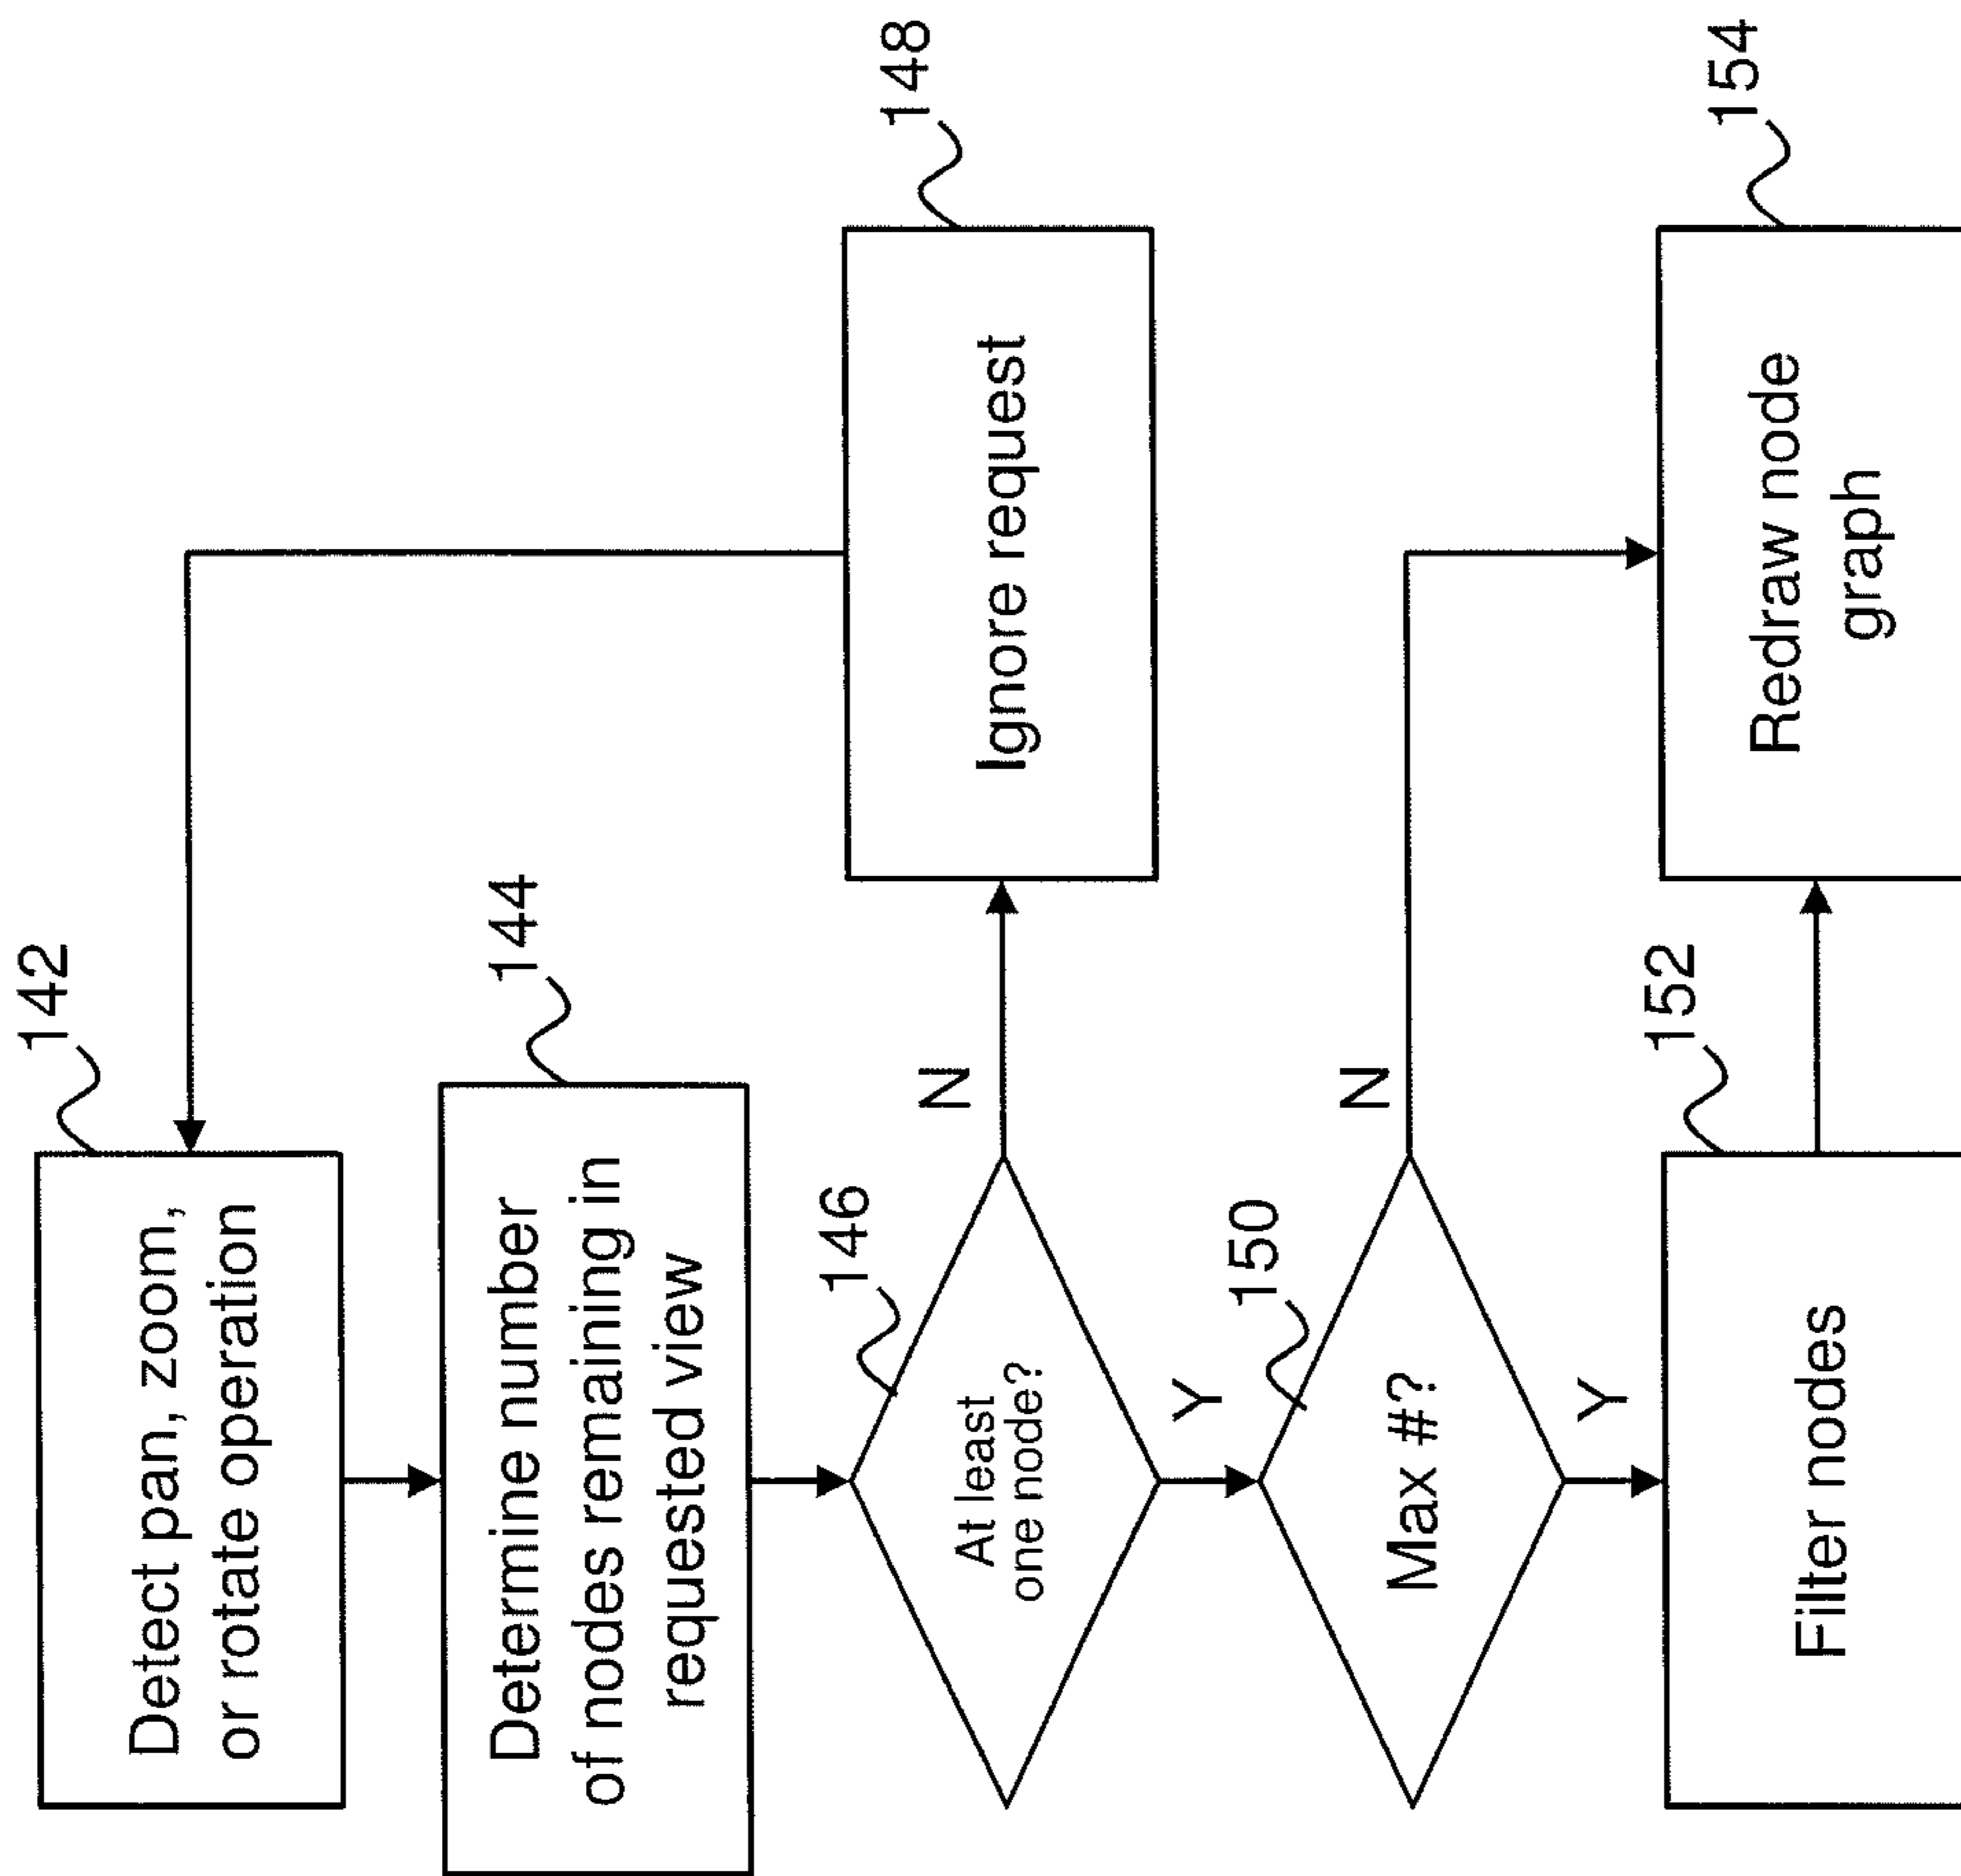 142
Detect pan, zoom,
or rotate operation
144
Determine number
of nodes remaining in
requested view
146
At least
one node?
N
148
Ignore request
Y
150
Max #?
N
Y
152
Filter nodes
154
Redraw node
graph